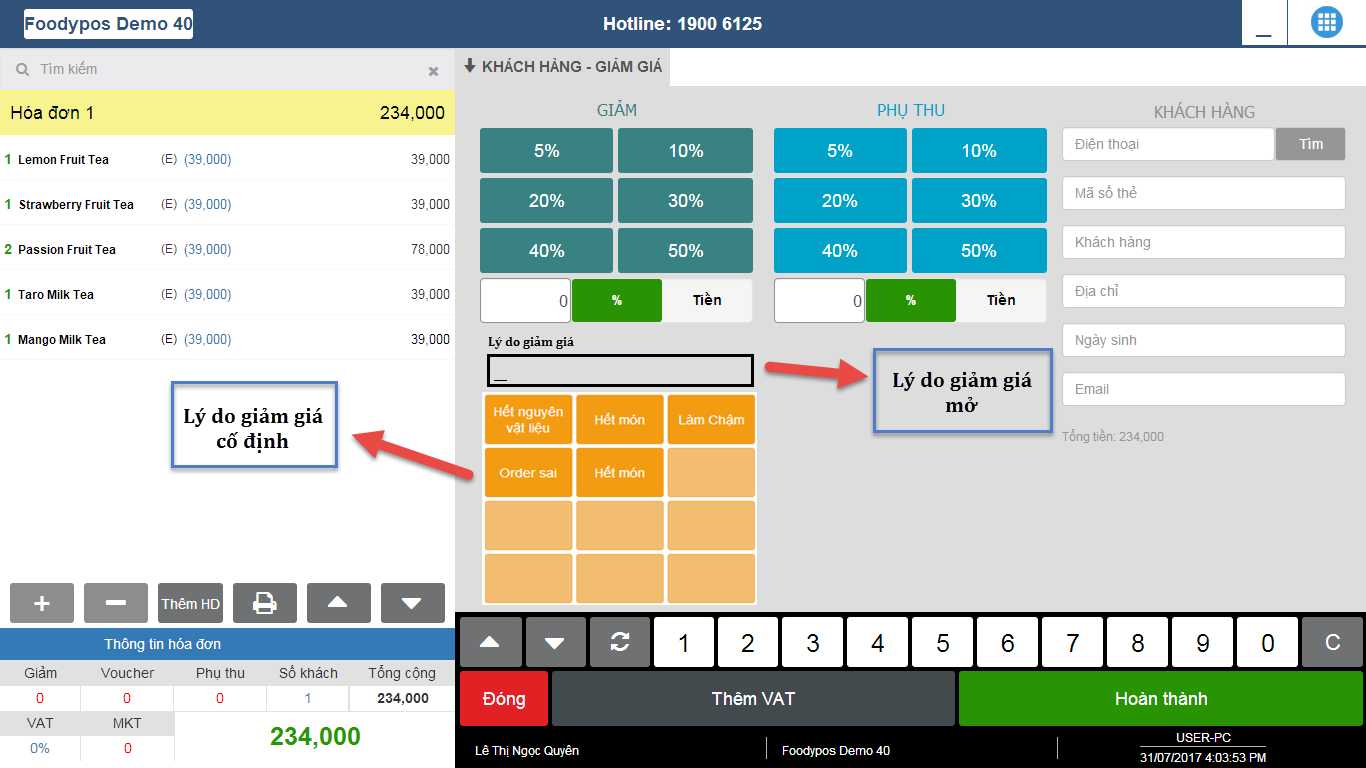 Foodypos Demo 40
Hotline: 1900 6125
Tìm kiếm
Hóa đơn 1 234,000
1 Lemon Fruit Tea (E) (39,000) 39,000
1 Strawberry Fruit Tea (E) (39,000) 39,000
2 Passion Fruit Tea (E) (39,000) 78,000
1 Taro Milk Tea (E) (39,000) 39,000
1 Mango Milk Tea (E) (39,000) 39,000
Lý do giảm giá
cố định
Thêm HD
Thông tin hóa đơn
Giảm Voucher Phụ thu Số khách Tổng cộng
0 0 0 1 234,000
VAT MKT
0% 0
234,000
KHÁCH HÀNG - GIẢM GIÁ
GIẢM
5% 10%
20% 30%
40% 50%
0 % Tiền
Lý do giảm giá
Hết nguyên
vật liệu
Hết món
Làm Chậm
Order sai
Hết món
PHỤ THU
5% 10%
20% 30%
40% 50%
0 % Tiền
Lý do giảm giá
mở
KHÁCH HÀNG
Điện thoại
Tìm
Mã số thẻ
Khách hàng
Địa chỉ
Ngày sinh
Email
Tổng tiền: 234,000
1 2 3 4 5 6 7 8 9 0 C
Đóng
Thêm VAT
Hoàn thành
Lê Thị Ngọc Quyên
Foodypos Demo 40
USER-PC
31/07/2017 4:03:53 PM